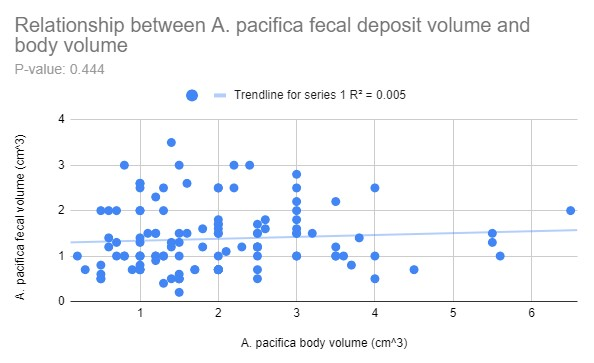 Relationship between A. pacifica fecal deposit volume and
body volume
P-value: 0.444
Trendline for series 1 R² = 0.005
A. pacifica fecal volume (cm^3)
4
3
2
1
0
1 2 3 4 5 6
A. pacifica body volume (cm^3)